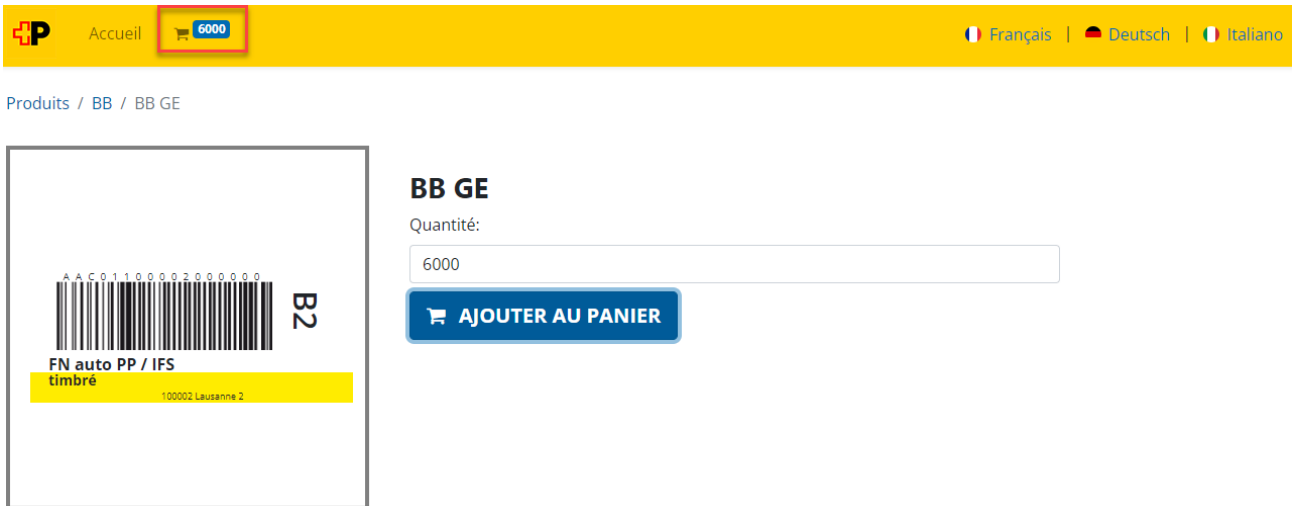 P Accueil 6000 Français | Deutsch | Italiano
Produits / BB / BB GE
BB GE
Quantité:
6000
AJOUTER AU PANIER
AAC01100002000000
B2
FN auto PP / IFS
timbré
100002 Lausanne 2